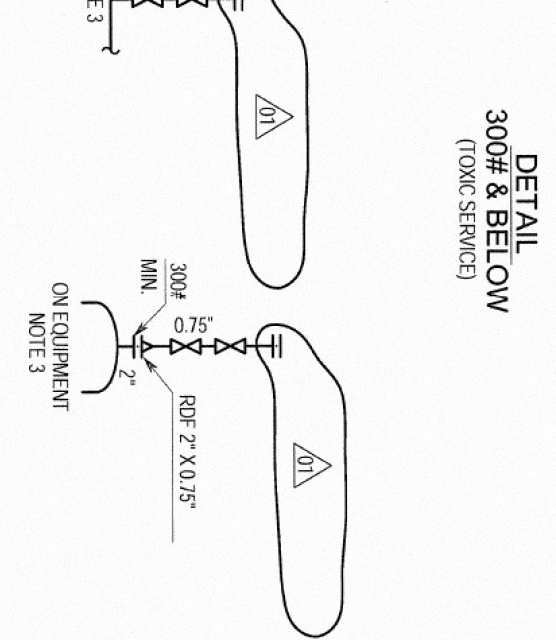 DETAIL
300# & BELOW
(TOXIC SERVICE)
E 3
01
300#
MIN.
0.75"
2"
RDF 2" X 0.75"
ON EQUIPMENT
NOTE 3
01